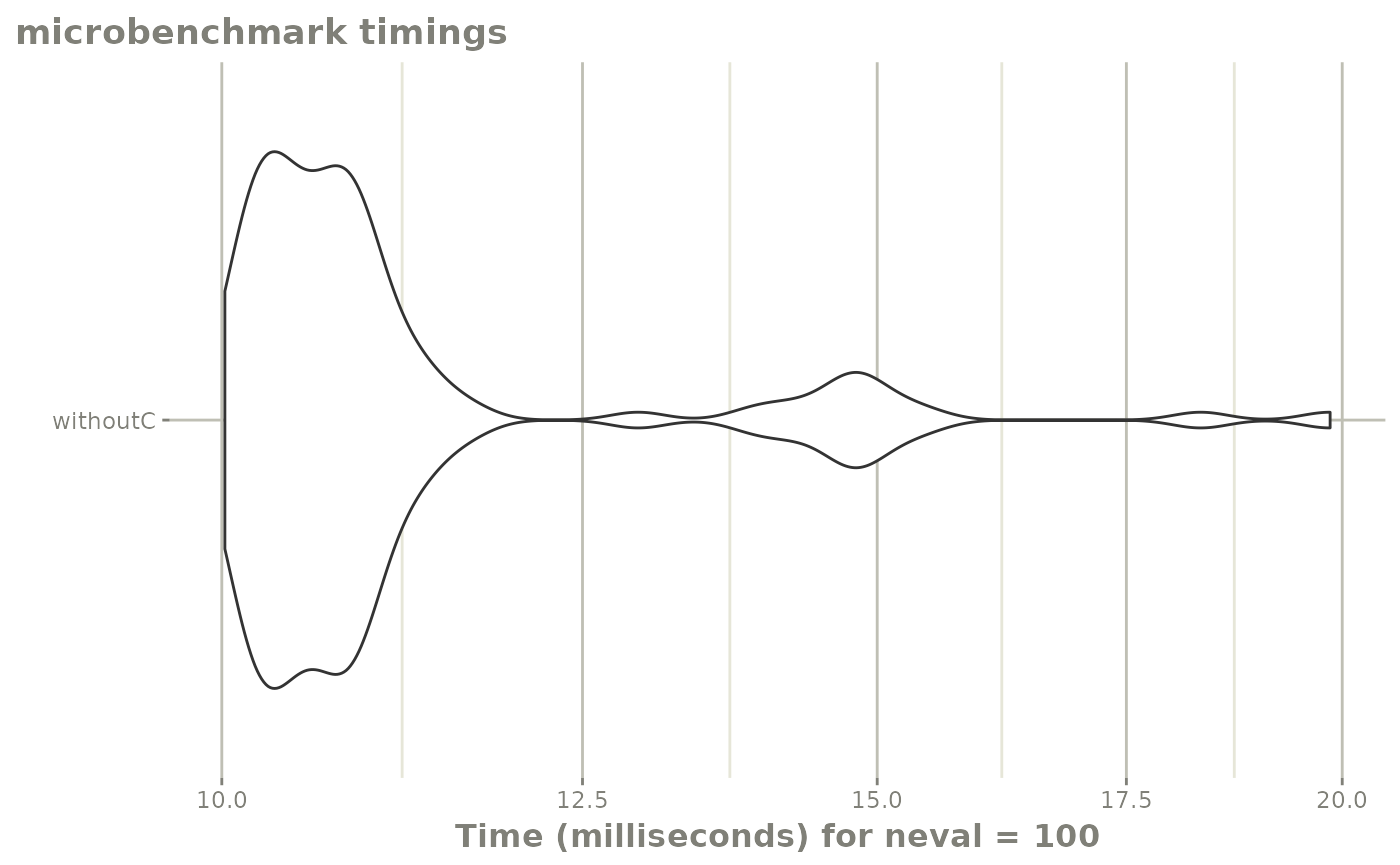 microbenchmark timings
withoutC
10.0 12.5 15.0 17.5 20.0
Time (milliseconds) for neval = 100